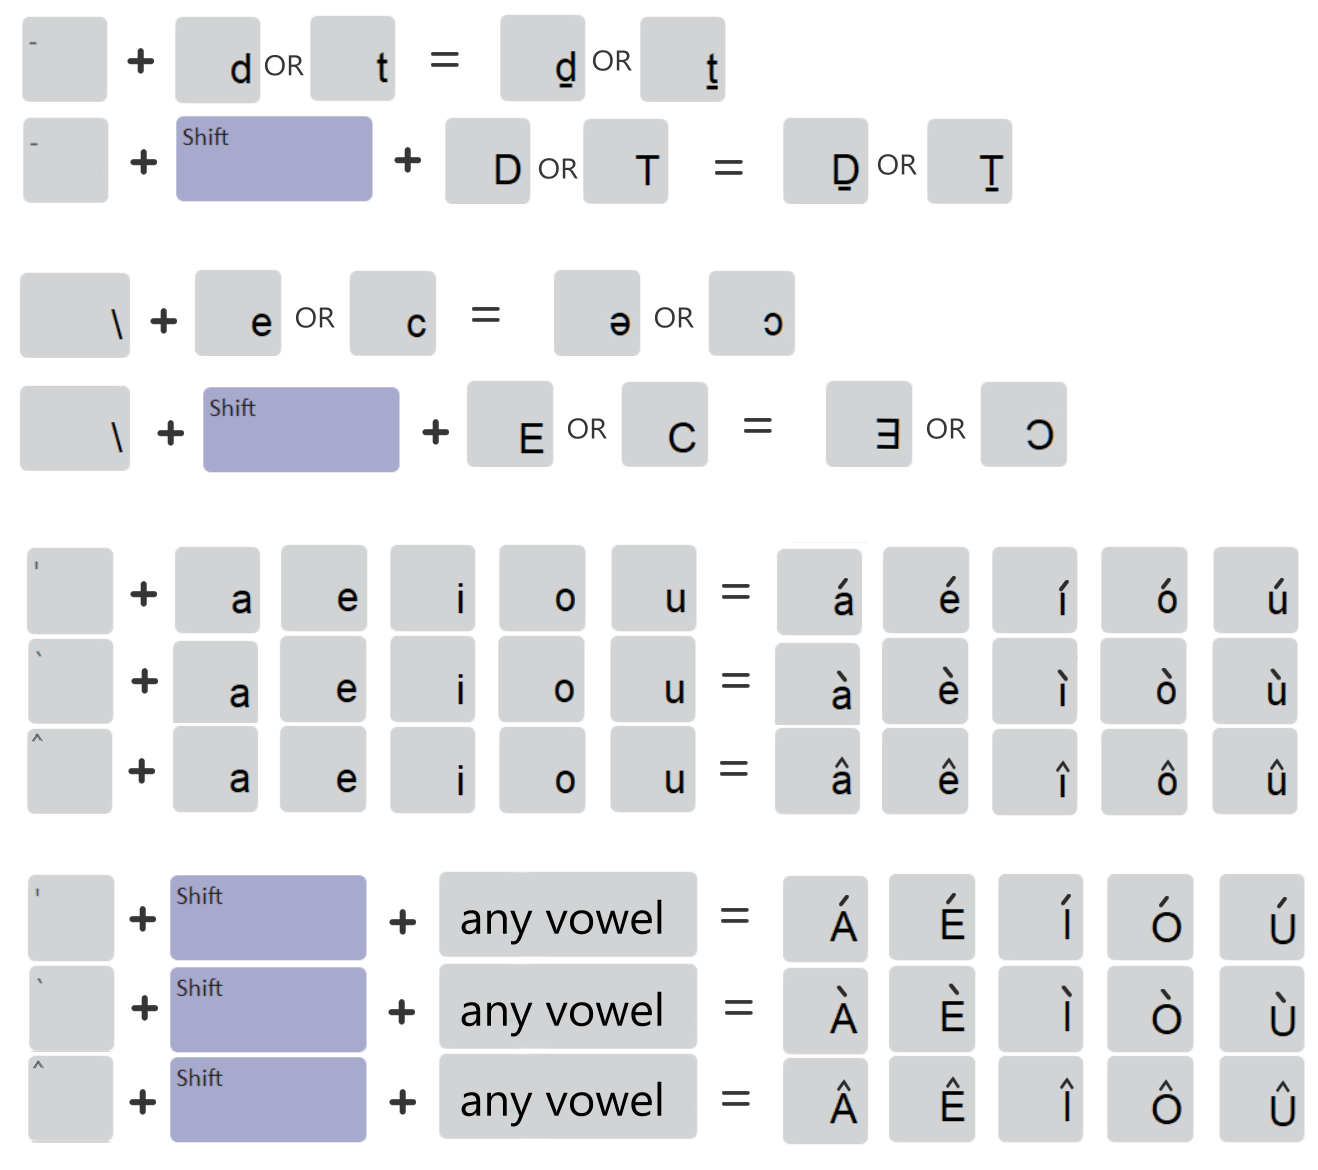 - + d OR t = ḏ OR ṯ
- + Shift + D OR T = Ḏ OR Ṯ
\ + e OR c = ə OR ɔ
\ + Shift + E OR C = Ǝ OR Ɔ
' + a e i o u = á é í ó ú
` + a e i o u = à è ì ò ù
^ + a e i o u = â ê î ô û
' + Shift + any vowel = Á É Í Ó Ú
` + Shift + any vowel = À È Ì Ò Ù
^ + Shift + any vowel = Â Ê Î Ô Û